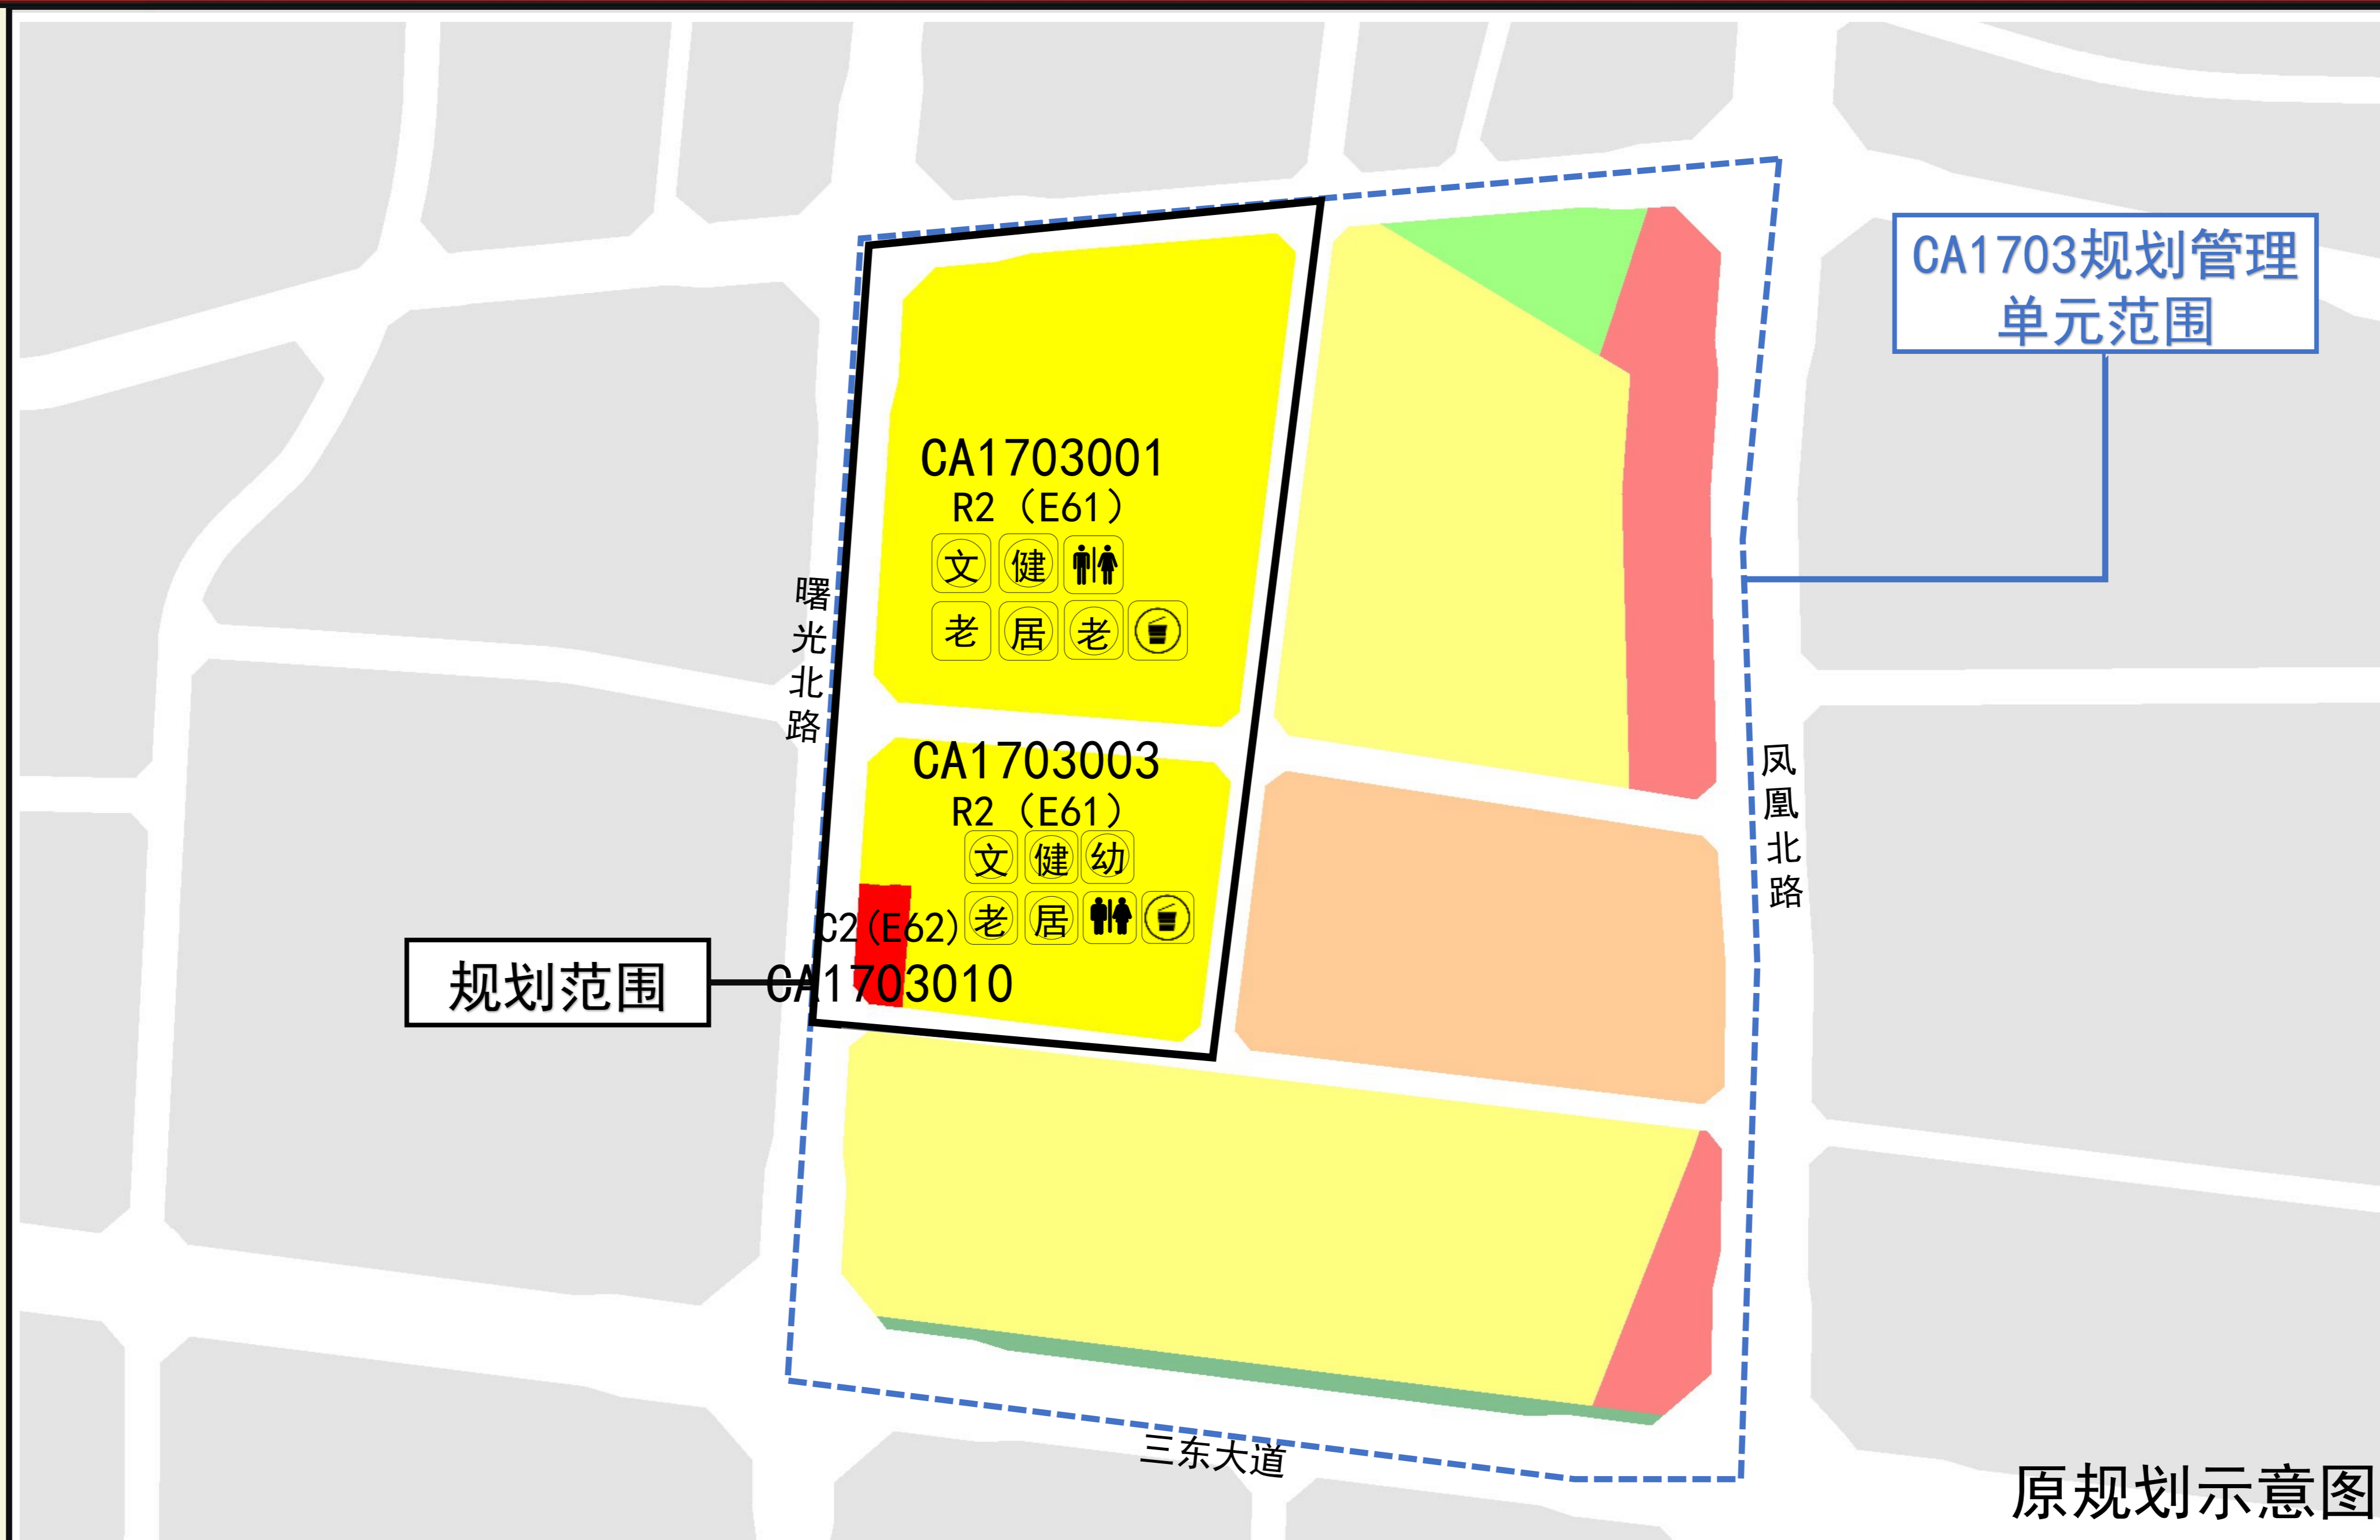 CA1703规划管理
单元范围
CA1703001
R2（E61）
文 健
老 居 老
曙光北路
CA1703003
R2（E61）
文 健 幼
C2(E62) 老 居
CA1703010
规划范围
凤凰北路
三东大道
原规划示意图